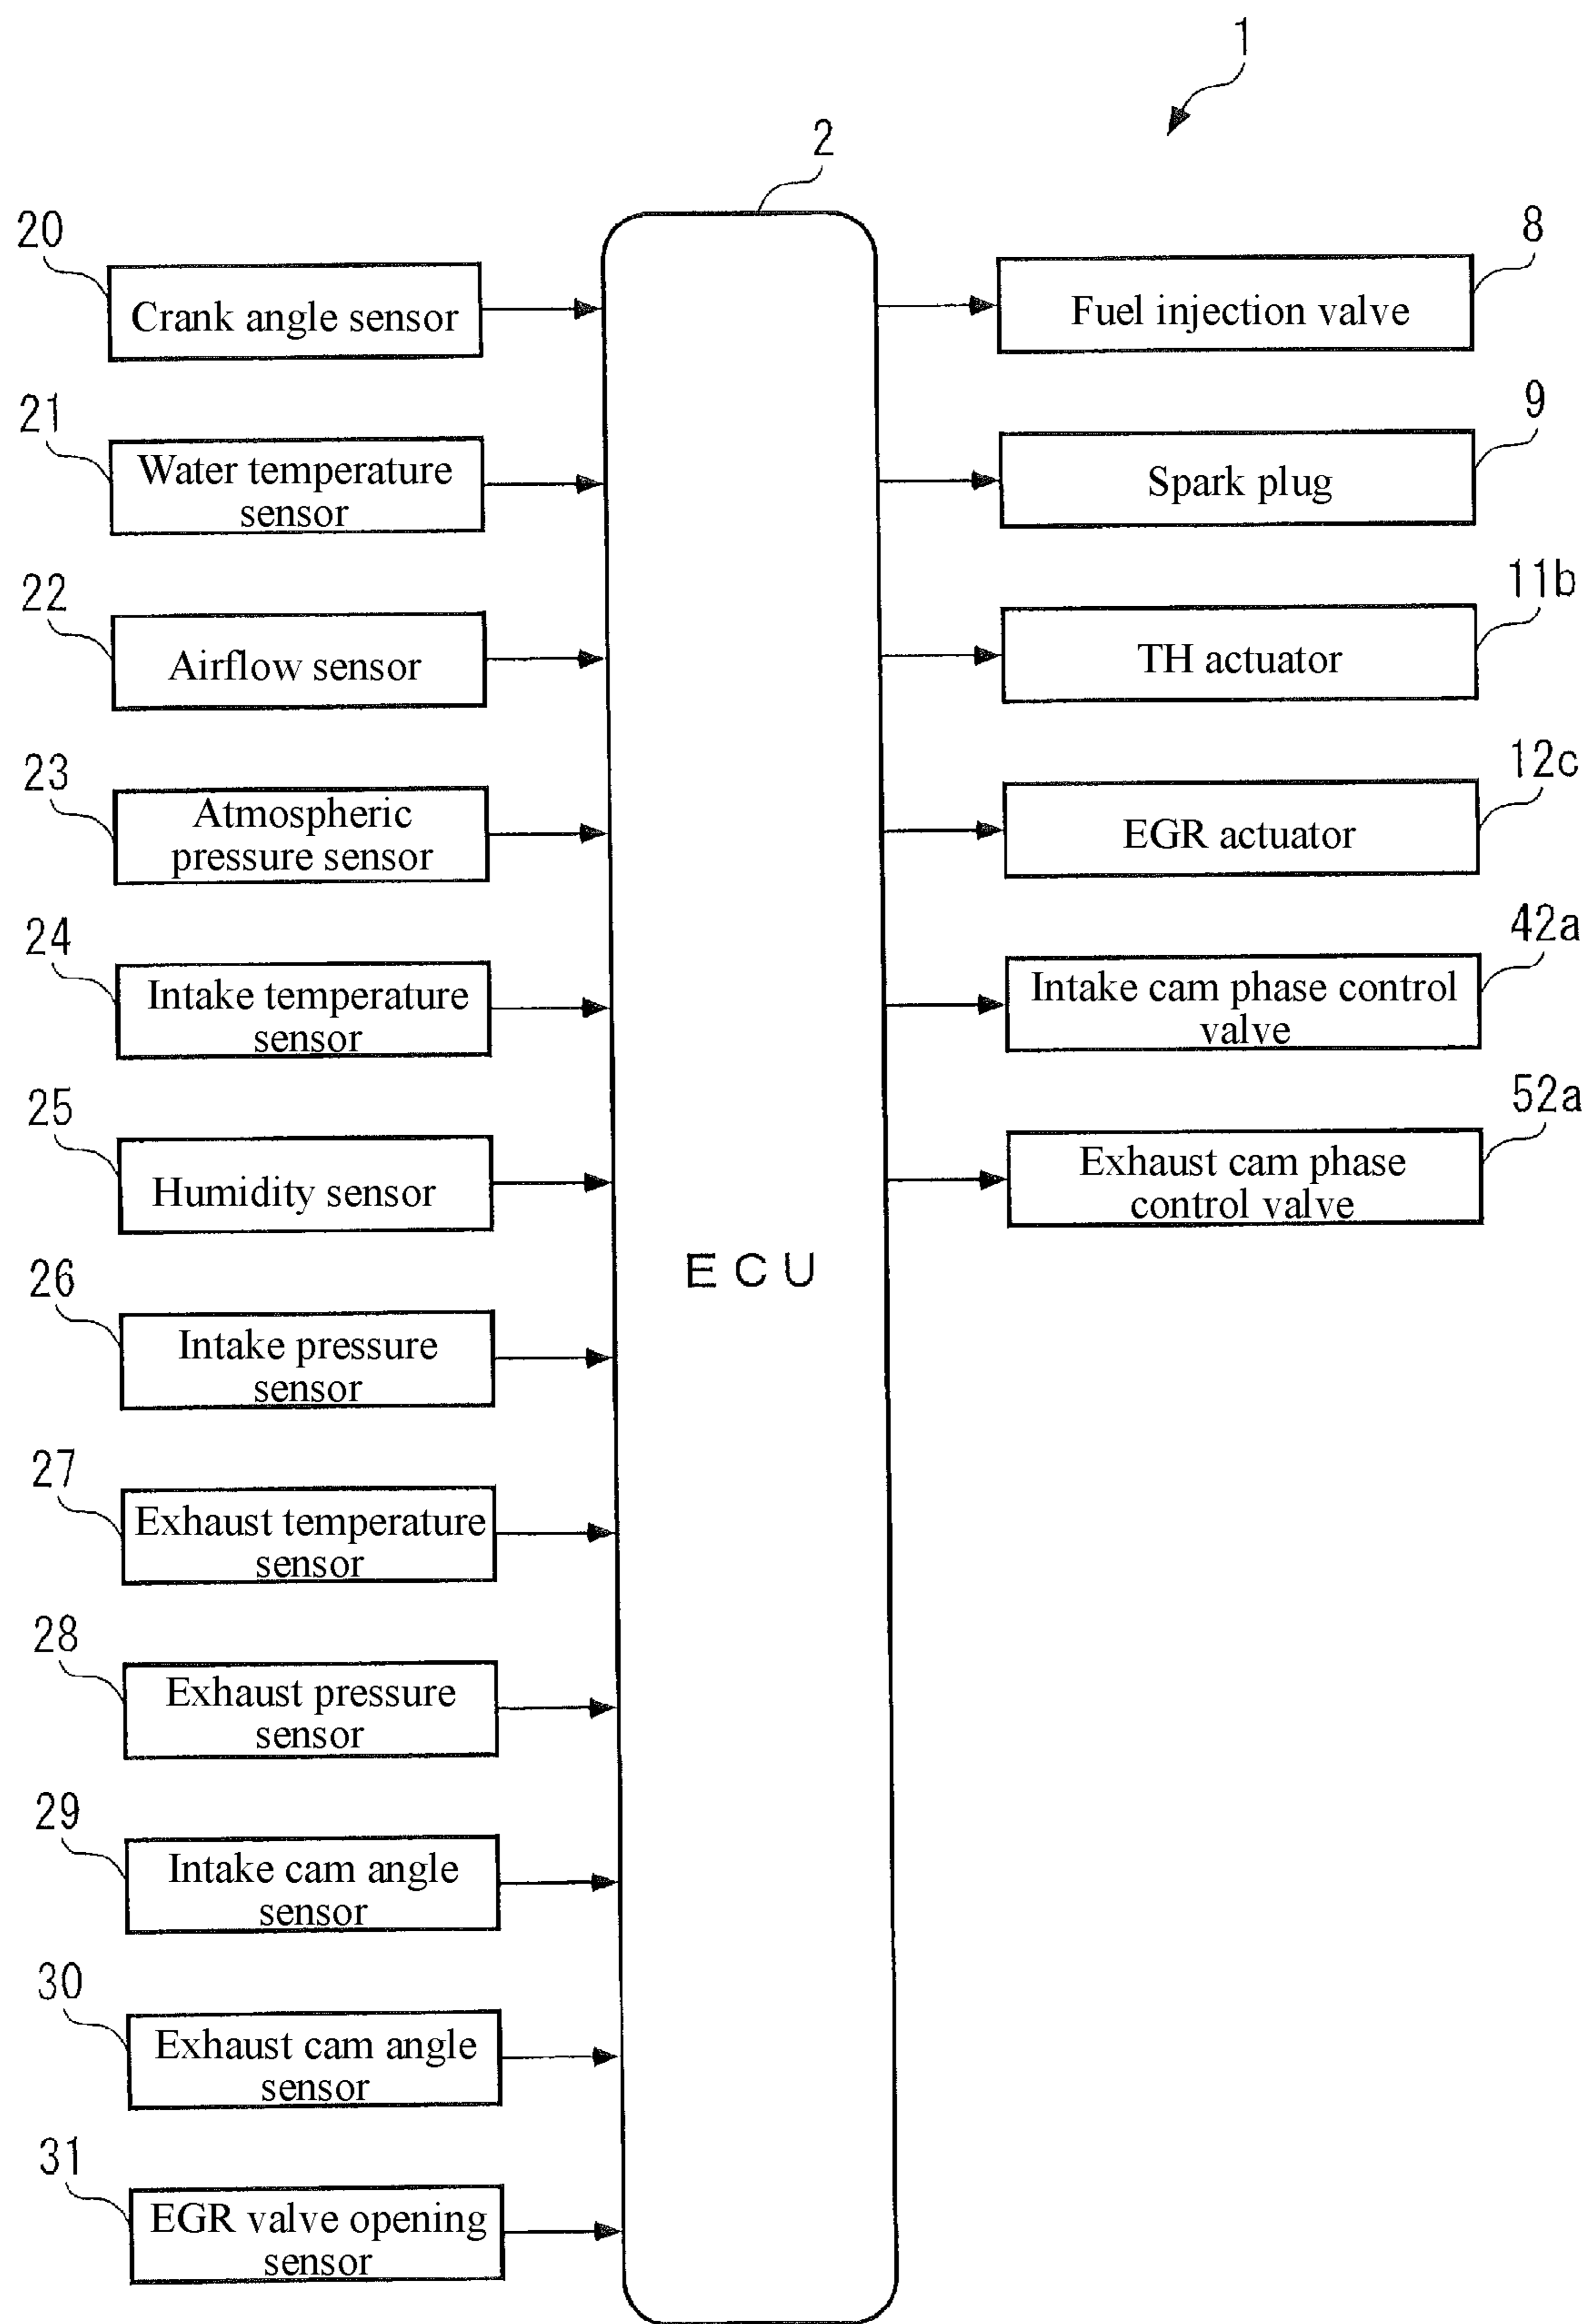 1
2
20
Crank angle sensor
21
Water temperature
sensor
22
Airflow sensor
23
Atmospheric
pressure sensor
24
Intake temperature
sensor
25
Humidity sensor
26
Intake pressure
sensor
27
Exhaust temperature
sensor
28
Exhaust pressure
sensor
29
Intake cam angle
sensor
30
Exhaust cam angle
sensor
31
EGR valve opening
sensor
ECU
8
Fuel injection valve
9
Spark plug
11b
TH actuator
12c
EGR actuator
42a
Intake cam phase control
valve
52a
Exhaust cam phase
control valve